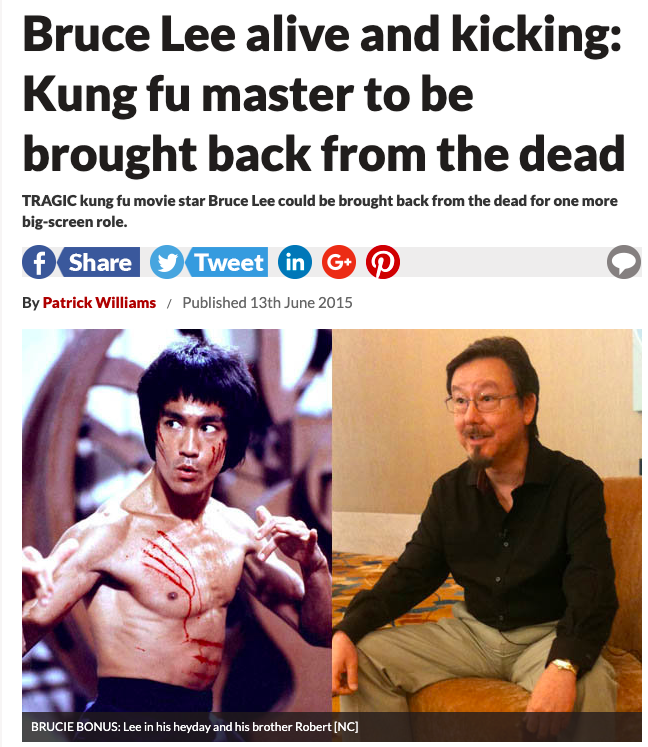 Bruce Lee alive and kicking:
Kung fu master to be
brought back from the dead
TRAGIC kung fu movie star Bruce Lee could be brought back from the dead for one more
big-screen role.
f Share Tweet in G+
By Patrick Williams / Published 13th June 2015
BRUCIE BONUS: Lee in his heyday and his brother Robert [NC]